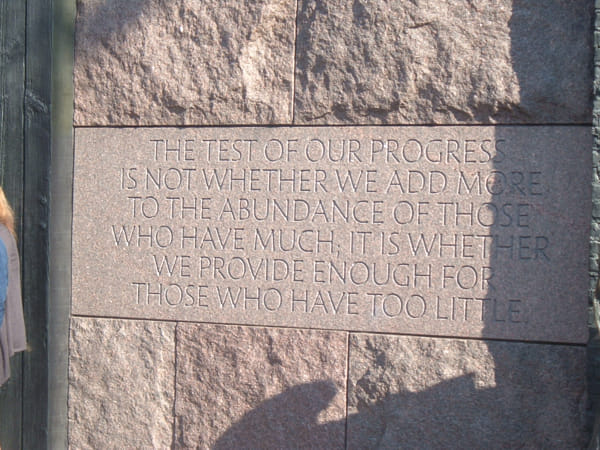 THE TEST OF OUR PROGRESS
IS NOT WHETHER WE ADD MORE
TO THE ABUNDANCE OF THOSE
WHO HAVE MUCH; IT IS WHETHER
WE PROVIDE ENOUGH FOR
THOSE WHO HAVE TOO LITTLE.